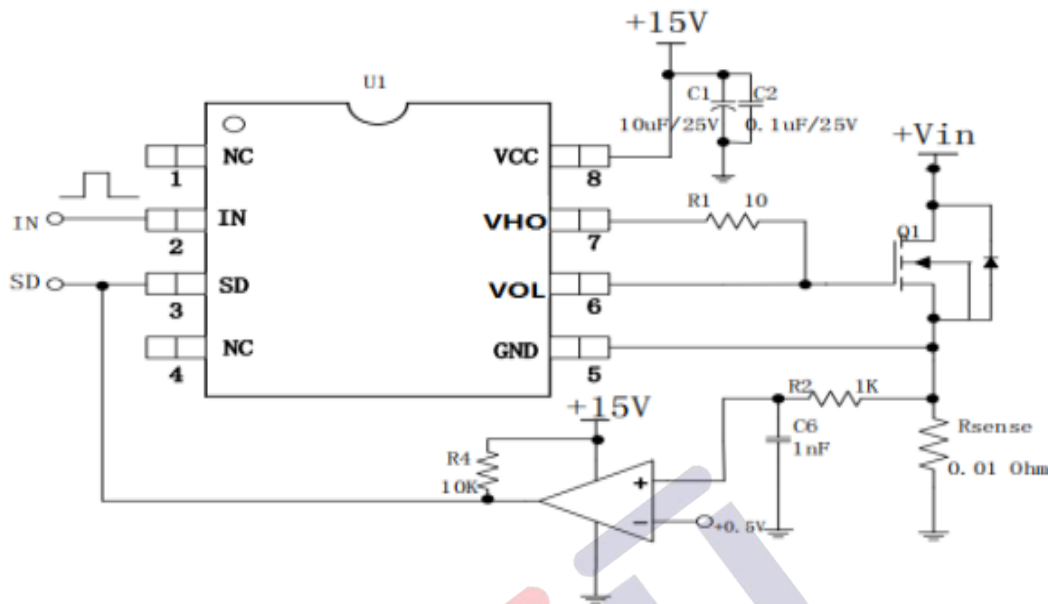 +15V
U1
C1
C2
10uF/25V
0.1uF/25V
+Vin
NC
VCC
1
8
R1
10
IN
IN
VHO
2
7
Q1
SD
SD
VOL
3
6
NC
GND
4
5
R2
1K
+15V
C6
1nF
Rsense
0.01 Ohm
R4
10K
+
−
+0.5V